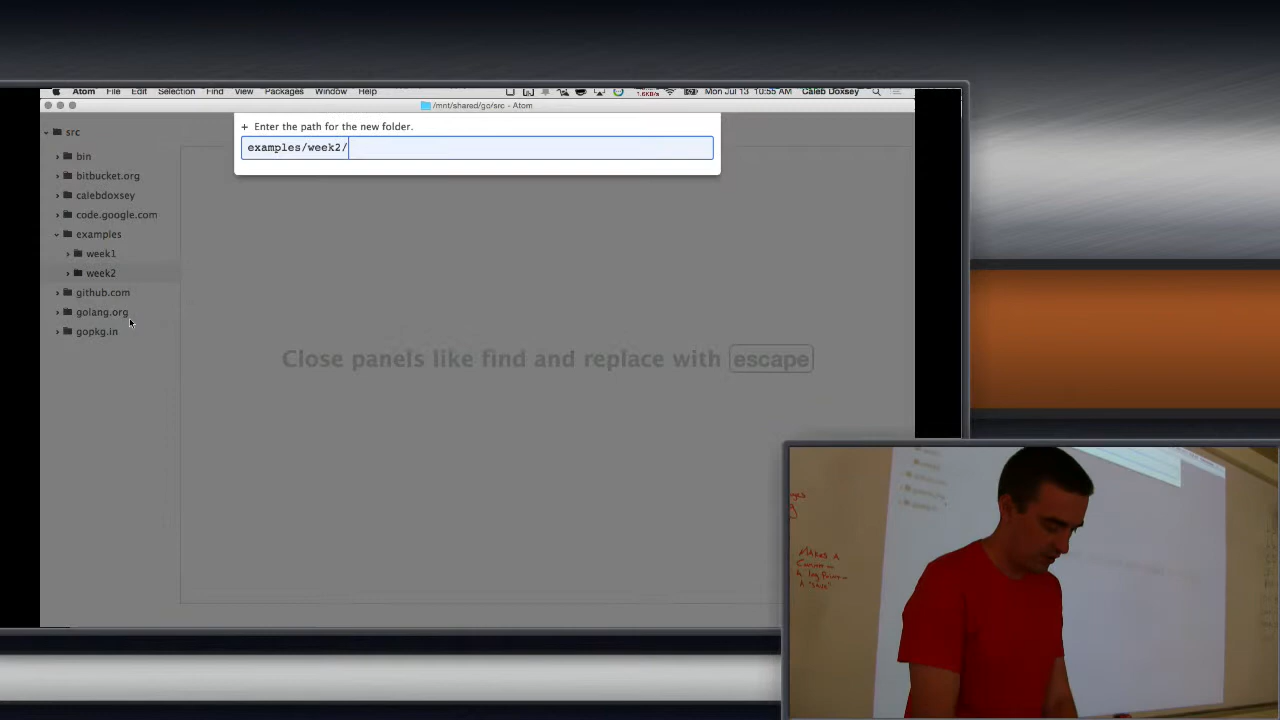 Atom File Edit Selection Find View Packages Window Help 1.6KB/s Mon Jul 13 10:55 AM Caleb Doxsey
/mnt/shared/go/src - Atom
+ Enter the path for the new folder.
examples/week2/
src
bin
bitbucket.org
calebdoxsey
code.google.com
examples
week1
week2
github.com
golang.org
gopkg.in
Close panels like find and replace with escape
MAKES A